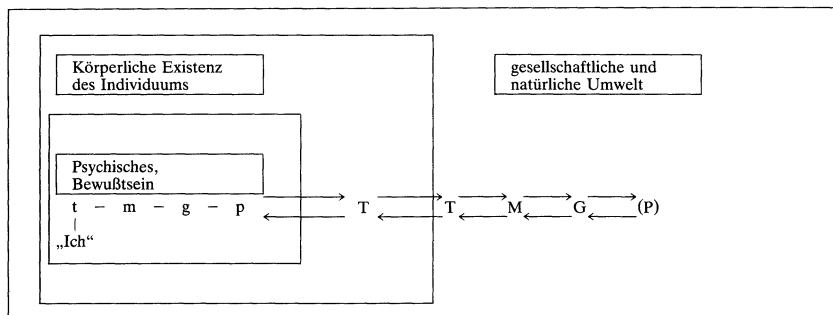 Körperliche Existenz
des Individuums
gesellschaftliche und
natürliche Umwelt
Psychisches,
Bewußtsein
t – m – g – p
T T M G (P)
„Ich“